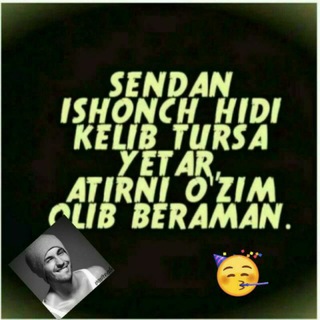 SENDAN
ISHONCH HIDI
KELIB TURSA
YETAR,
ATIRNI O'ZIM
OLIB BERAMAN.